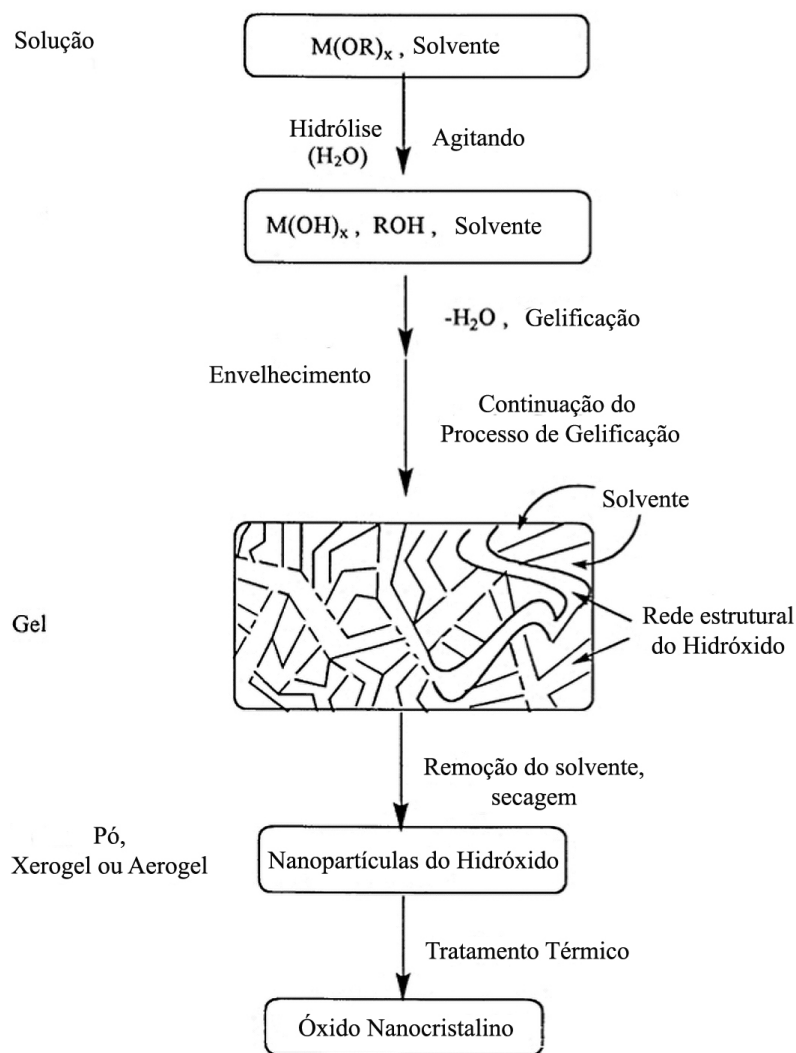 Solução
M(OR)ₓ, Solvente
Hidrólise
(H₂O)
Agitando
M(OH)ₓ, ROH, Solvente
-H₂O, Gelificação
Envelhecimento
Continuação do
Processo de Gelificação
Solvente
Gel
Rede estrutural
do Hidróxido
Remoção do solvente,
secagem
Pó,
Xerogel ou Aerogel
Nanopartículas do Hidróxido
Tratamento Térmico
Óxido Nanocristalino